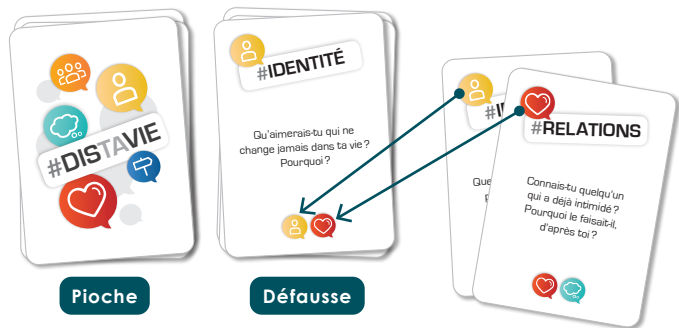 #DISTAVIE
Pioche
#IDENTITÉ
Qu'aimerais-tu qui ne
change jamais dans ta vie ?
Pourquoi ?
Défausse
#I
Que
p
#RELATIONS
Connais-tu quelqu'un
qui a déjà intimidé ?
Pourquoi le faisait-il,
d'après toi ?